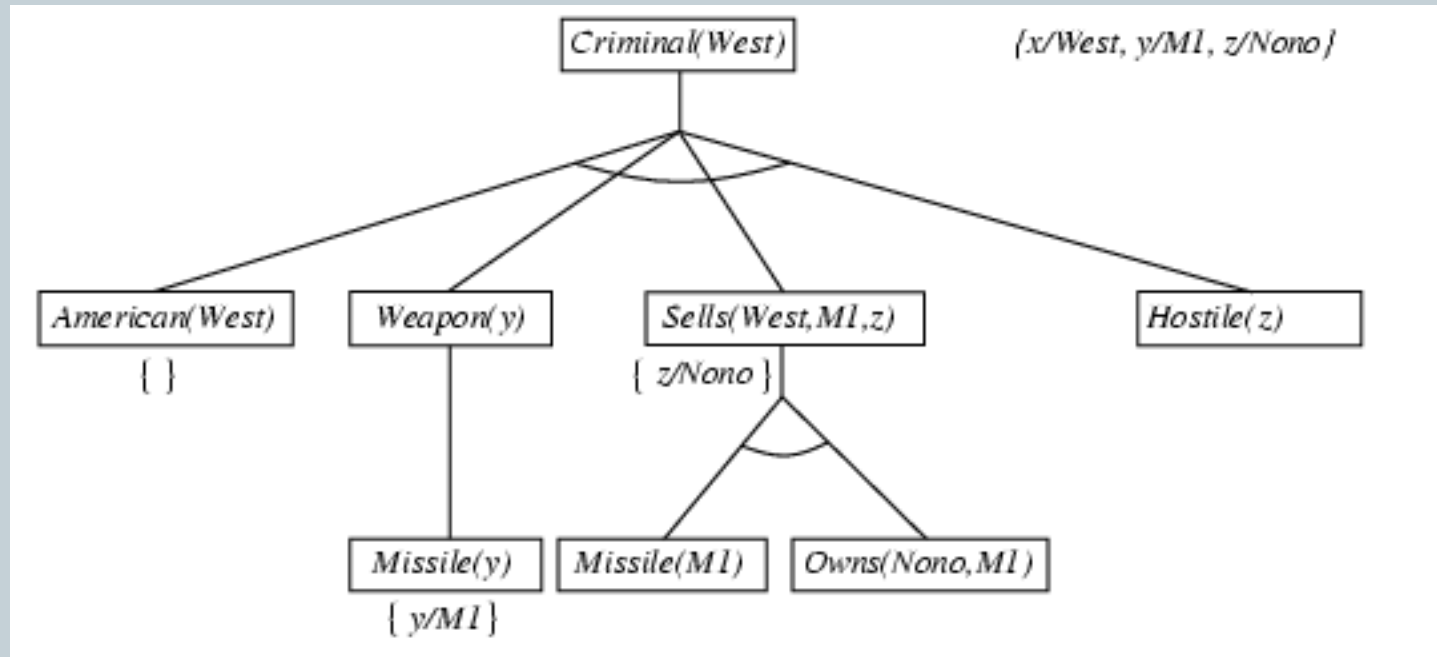 Criminal(West)
{x/West, y/M1, z/Nono}
American(West)
Weapon(y)
Sells(West,M1,z)
Hostile(z)
{ }
{ z/Nono }
Missile(y)
Missile(M1)
Owns(Nono,M1)
{ y/M1 }